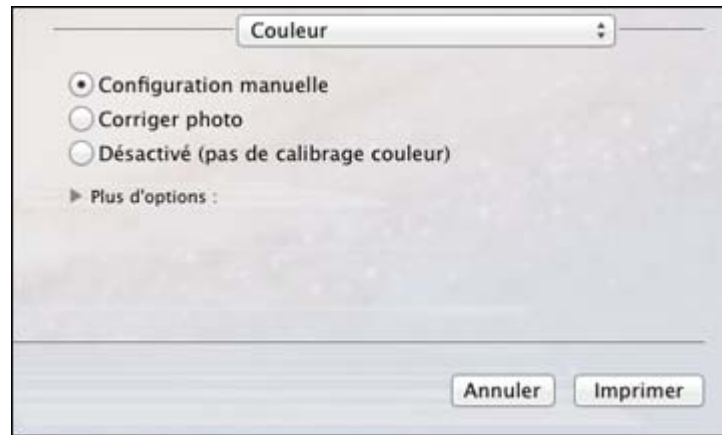 Couleur
Configuration manuelle
Corriger photo
Désactivé (pas de calibrage couleur)
Plus d'options :
Annuler
Imprimer